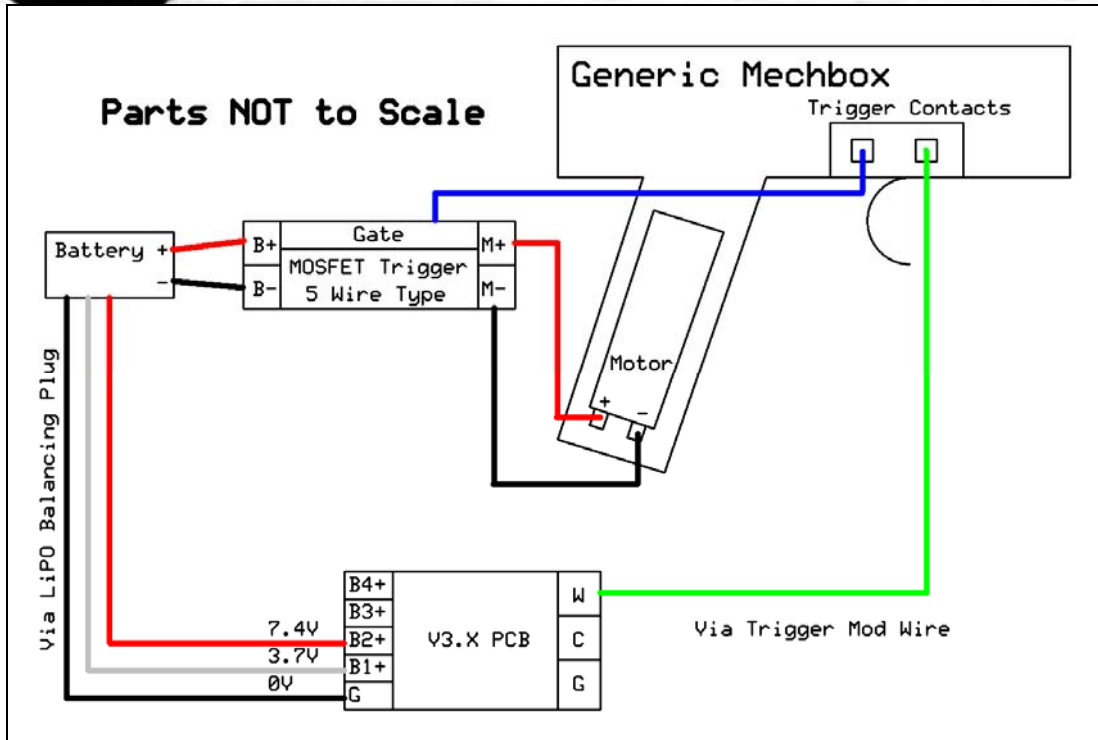 Generic Mechbox
Parts NOT to Scale
Trigger Contacts
Battery +
-
B+
Gate
M+
MOSFET Trigger
5 Wire Type
B-
M-
Motor
+ -
Via LiPO Balancing Plug
B4+
B3+
B2+
B1+
G
7.4V
3.7V
0V
V3.X PCB
W
C
G
Via Trigger Mod Wire